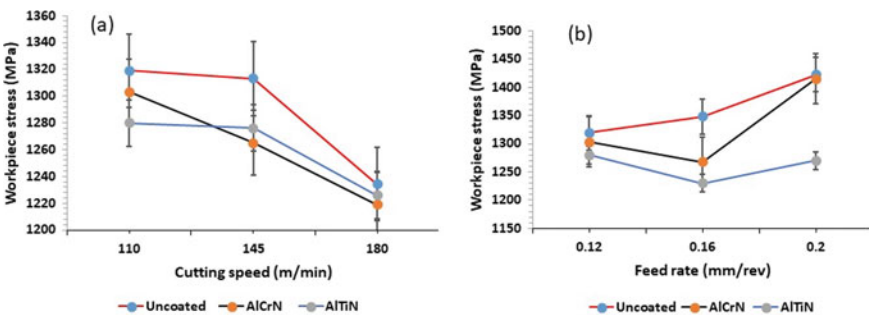 (a)
Workpiece stress (MPa)
1360
1340
1320
1300
1280
1260
1240
1220
1200
110 145 180
Cutting speed (m/min)
Uncoated AlCrN AlTiN
(b)
Workpiece stress (MPa)
1500
1450
1400
1350
1300
1250
1200
1150
0.12 0.16 0.2
Feed rate (mm/rev)
Uncoated AlCrN AlTiN